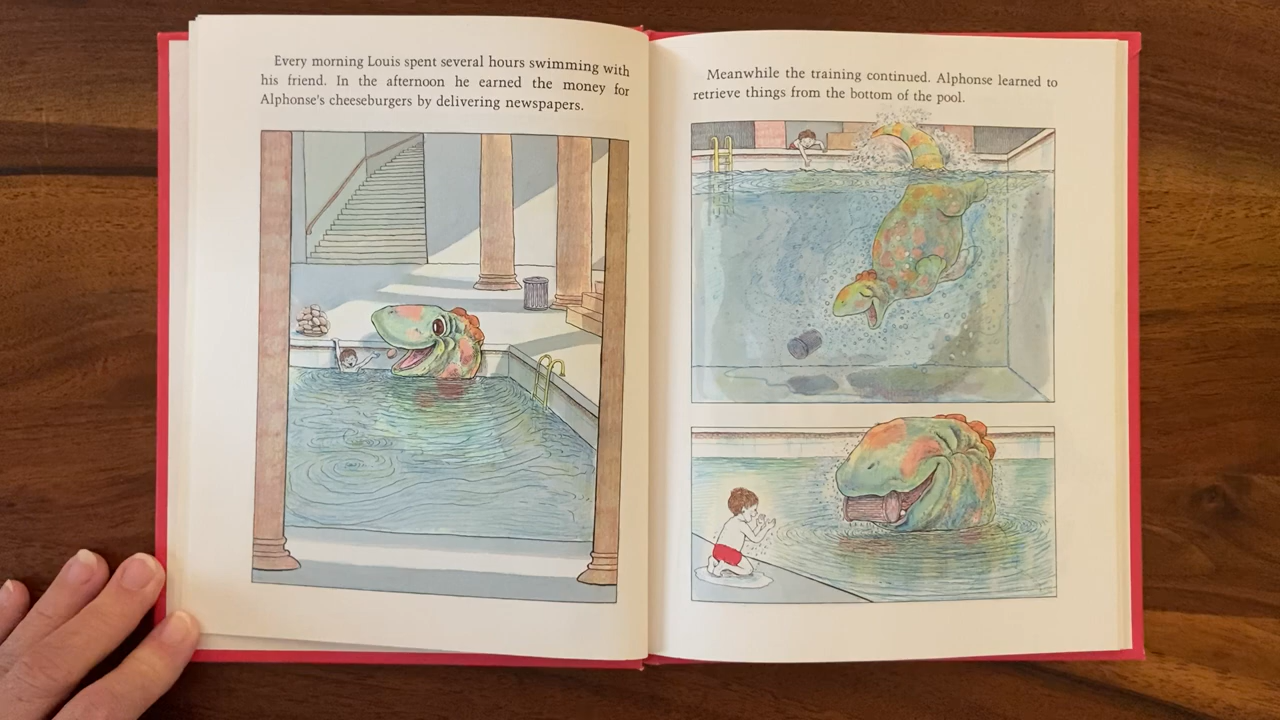 Every morning Louis spent several hours swimming with
his friend. In the afternoon he earned the money for
Alphonse's cheeseburgers by delivering newspapers.
Meanwhile the training continued. Alphonse learned to
retrieve things from the bottom of the pool.